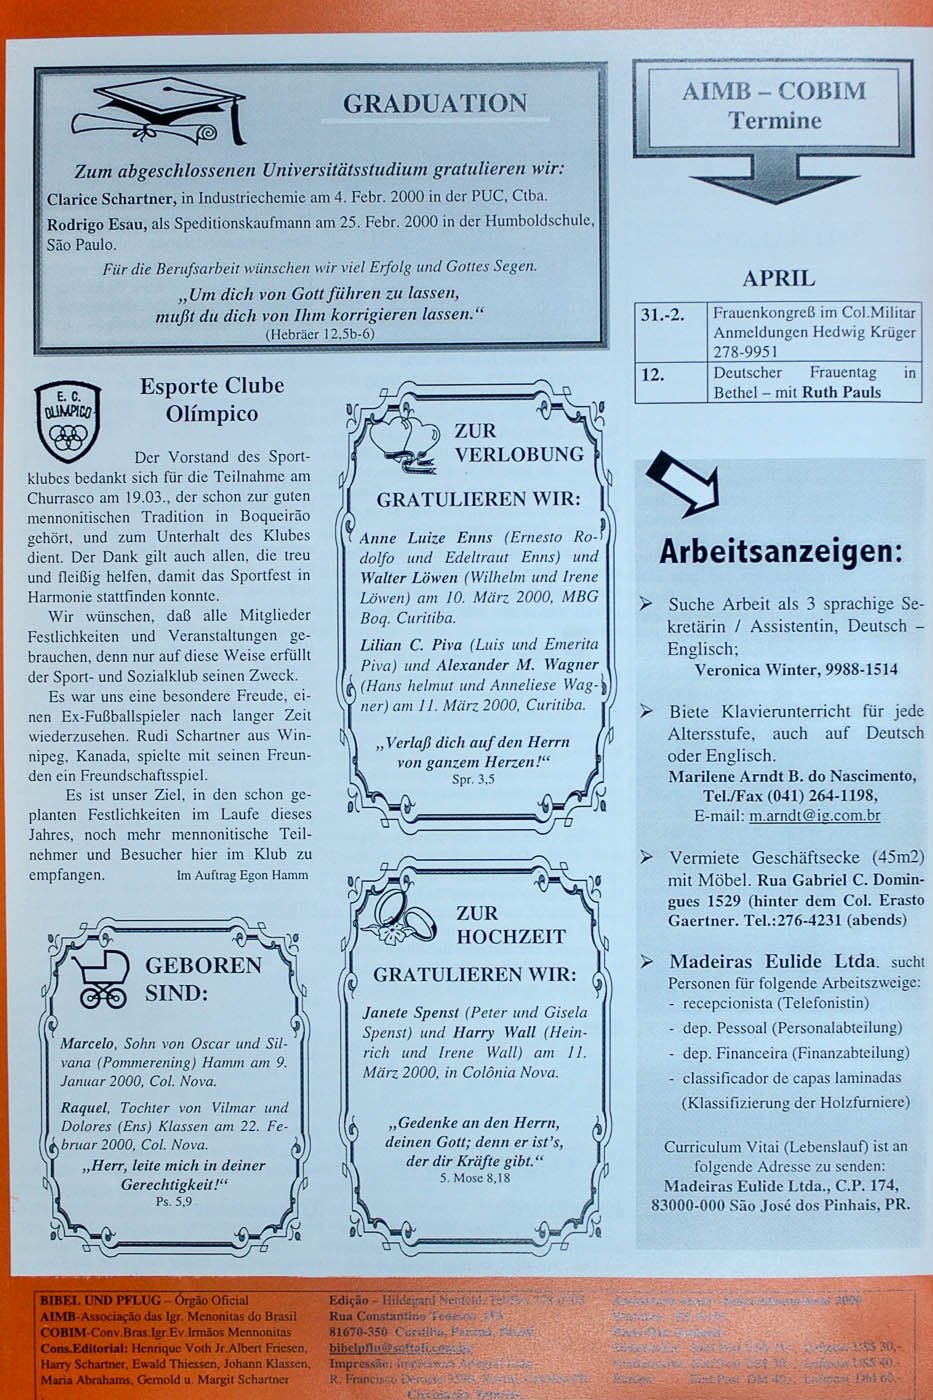 GRADUATION
Zum abgeschlossenen Universitätsstudium gratulieren wir:
Clarice Schartner, in Industriechemie am 4. Febr. 2000 in der PUC, Ctba.
Rodrigo Esau, als Speditionskaufmann am 25. Febr. 2000 in der Humboldschule,
São Paulo.
Für die Berufsarbeit wünschen wir viel Erfolg und Gottes Segen.
„Um dich von Gott führen zu lassen,
mußt du dich von Ihm korrigieren lassen.“
(Hebräer 12,5b-6)
AIMB – COBIM
Termine
APRIL
31.-2. Frauenkongreß im Col.Militar
Anmeldungen Hedwig Krüger
278-9951
12. Deutscher Frauentag in
Bethel – mit Ruth Pauls
E. C.
OLIMPICO
Esporte Clube
Olímpico
Der Vorstand des Sport-
klubes bedankt sich für die Teilnahme am
Churrasco am 19.03., der schon zur guten
mennonitischen Tradition in Boqueirão
gehört, und zum Unterhalt des Klubes
dient. Der Dank gilt auch allen, die treu
und fleißig helfen, damit das Sportfest in
Harmonie stattfinden konnte.
Wir wünschen, daß alle Mitglieder
Festlichkeiten und Veranstaltungen ge-
brauchen, denn nur auf diese Weise erfüllt
der Sport- und Sozialklub seinen Zweck.
Es war uns eine besondere Freude, ei-
nen Ex-Fußballspieler nach langer Zeit
wiederzusehen. Rudi Schartner aus Win-
nipeg, Kanada, spielte mit seinen Freun-
den ein Freundschaftsspiel.
Es ist unser Ziel, in den schon ge-
planten Festlichkeiten im Laufe dieses
Jahres, noch mehr mennonitische Teil-
nehmer und Besucher hier im Klub zu
empfangen. Im Auftrag Egon Hamm
GEBOREN
SIND:
Marcelo, Sohn von Oscar und Sil-
vana (Pommerening) Hamm am 9.
Januar 2000, Col. Nova.
Raquel, Tochter von Vilmar und
Dolores (Ens) Klassen am 22. Fe-
bruar 2000, Col. Nova.
„Herr, leite mich in deiner
Gerechtigkeit!“
Ps. 5,9
ZUR
VERLOBUNG
GRATULIEREN WIR:
Anne Luize Enns (Ernesto Ro-
dolfo und Edeltraut Enns) und
Walter Löwen (Wilhelm und Irene
Löwen) am 10. März 2000, MBG
Boq. Curitiba.
Lilian C. Piva (Luis und Emerita
Piva) und Alexander M. Wagner
(Hans helmut und Anneliese Wag-
ner) am 11. März 2000, Curitiba.
„Verlaß dich auf den Herrn
von ganzem Herzen!“
Spr. 3,5
ZUR
HOCHZEIT
GRATULIEREN WIR:
Janete Spenst (Peter und Gisela
Spenst) und Harry Wall (Hein-
rich und Irene Wall) am 11.
März 2000, in Colônia Nova.
„Gedenke an den Herrn,
deinen Gott; denn er ist's,
der dir Kräfte gibt.“
5. Mose 8,18
Arbeitsanzeigen:
➢ Suche Arbeit als 3 sprachige Se-
kretärin / Assistentin, Deutsch –
Englisch;
Veronica Winter, 9988-1514
➢ Biete Klavierunterricht für jede
Altersstufe, auch auf Deutsch
oder Englisch.
Marilene Arndt B. do Nascimento,
Tel./Fax (041) 264-1198,
E-mail: m.arndt@ig.com.br
➢ Vermiete Geschäftsecke (45m2)
mit Möbel. Rua Gabriel C. Domin-
gues 1529 (hinter dem Col. Erasto
Gaertner. Tel.:276-4231 (abends)
➢ Madeiras Eulide Ltda. sucht
Personen für folgende Arbeitszweige:
- recepcionista (Telefonistin)
- dep. Pessoal (Personalabteilung)
- dep. Financeira (Finanzabteilung)
- classificador de capas laminadas
(Klassifizierung der Holzfurniere)
Curriculum Vitai (Lebenslauf) ist an
folgende Adresse zu senden:
Madeiras Eulide Ltda., C.P. 174,
83000-000 São José dos Pinhais, PR.
BIBEL UND PFLUG – Órgão Oficial
AIMB-Associação das Igr. Menonitas do Brasil
COBIM-Conv.Bras.Igr.Ev.Irmãos Mennonitas
Cons.Editorial: Henrique Voth Jr.Albert Friesen,
Harry Schartner, Ewald Thiessen, Johann Klassen,
Maria Abrahams, Gernold u. Margit Schartner
Edição – Hildegard
Rua Constantino
81670-350 Curitiba, Paraná, Brasil
Impressão:
R. Francisco